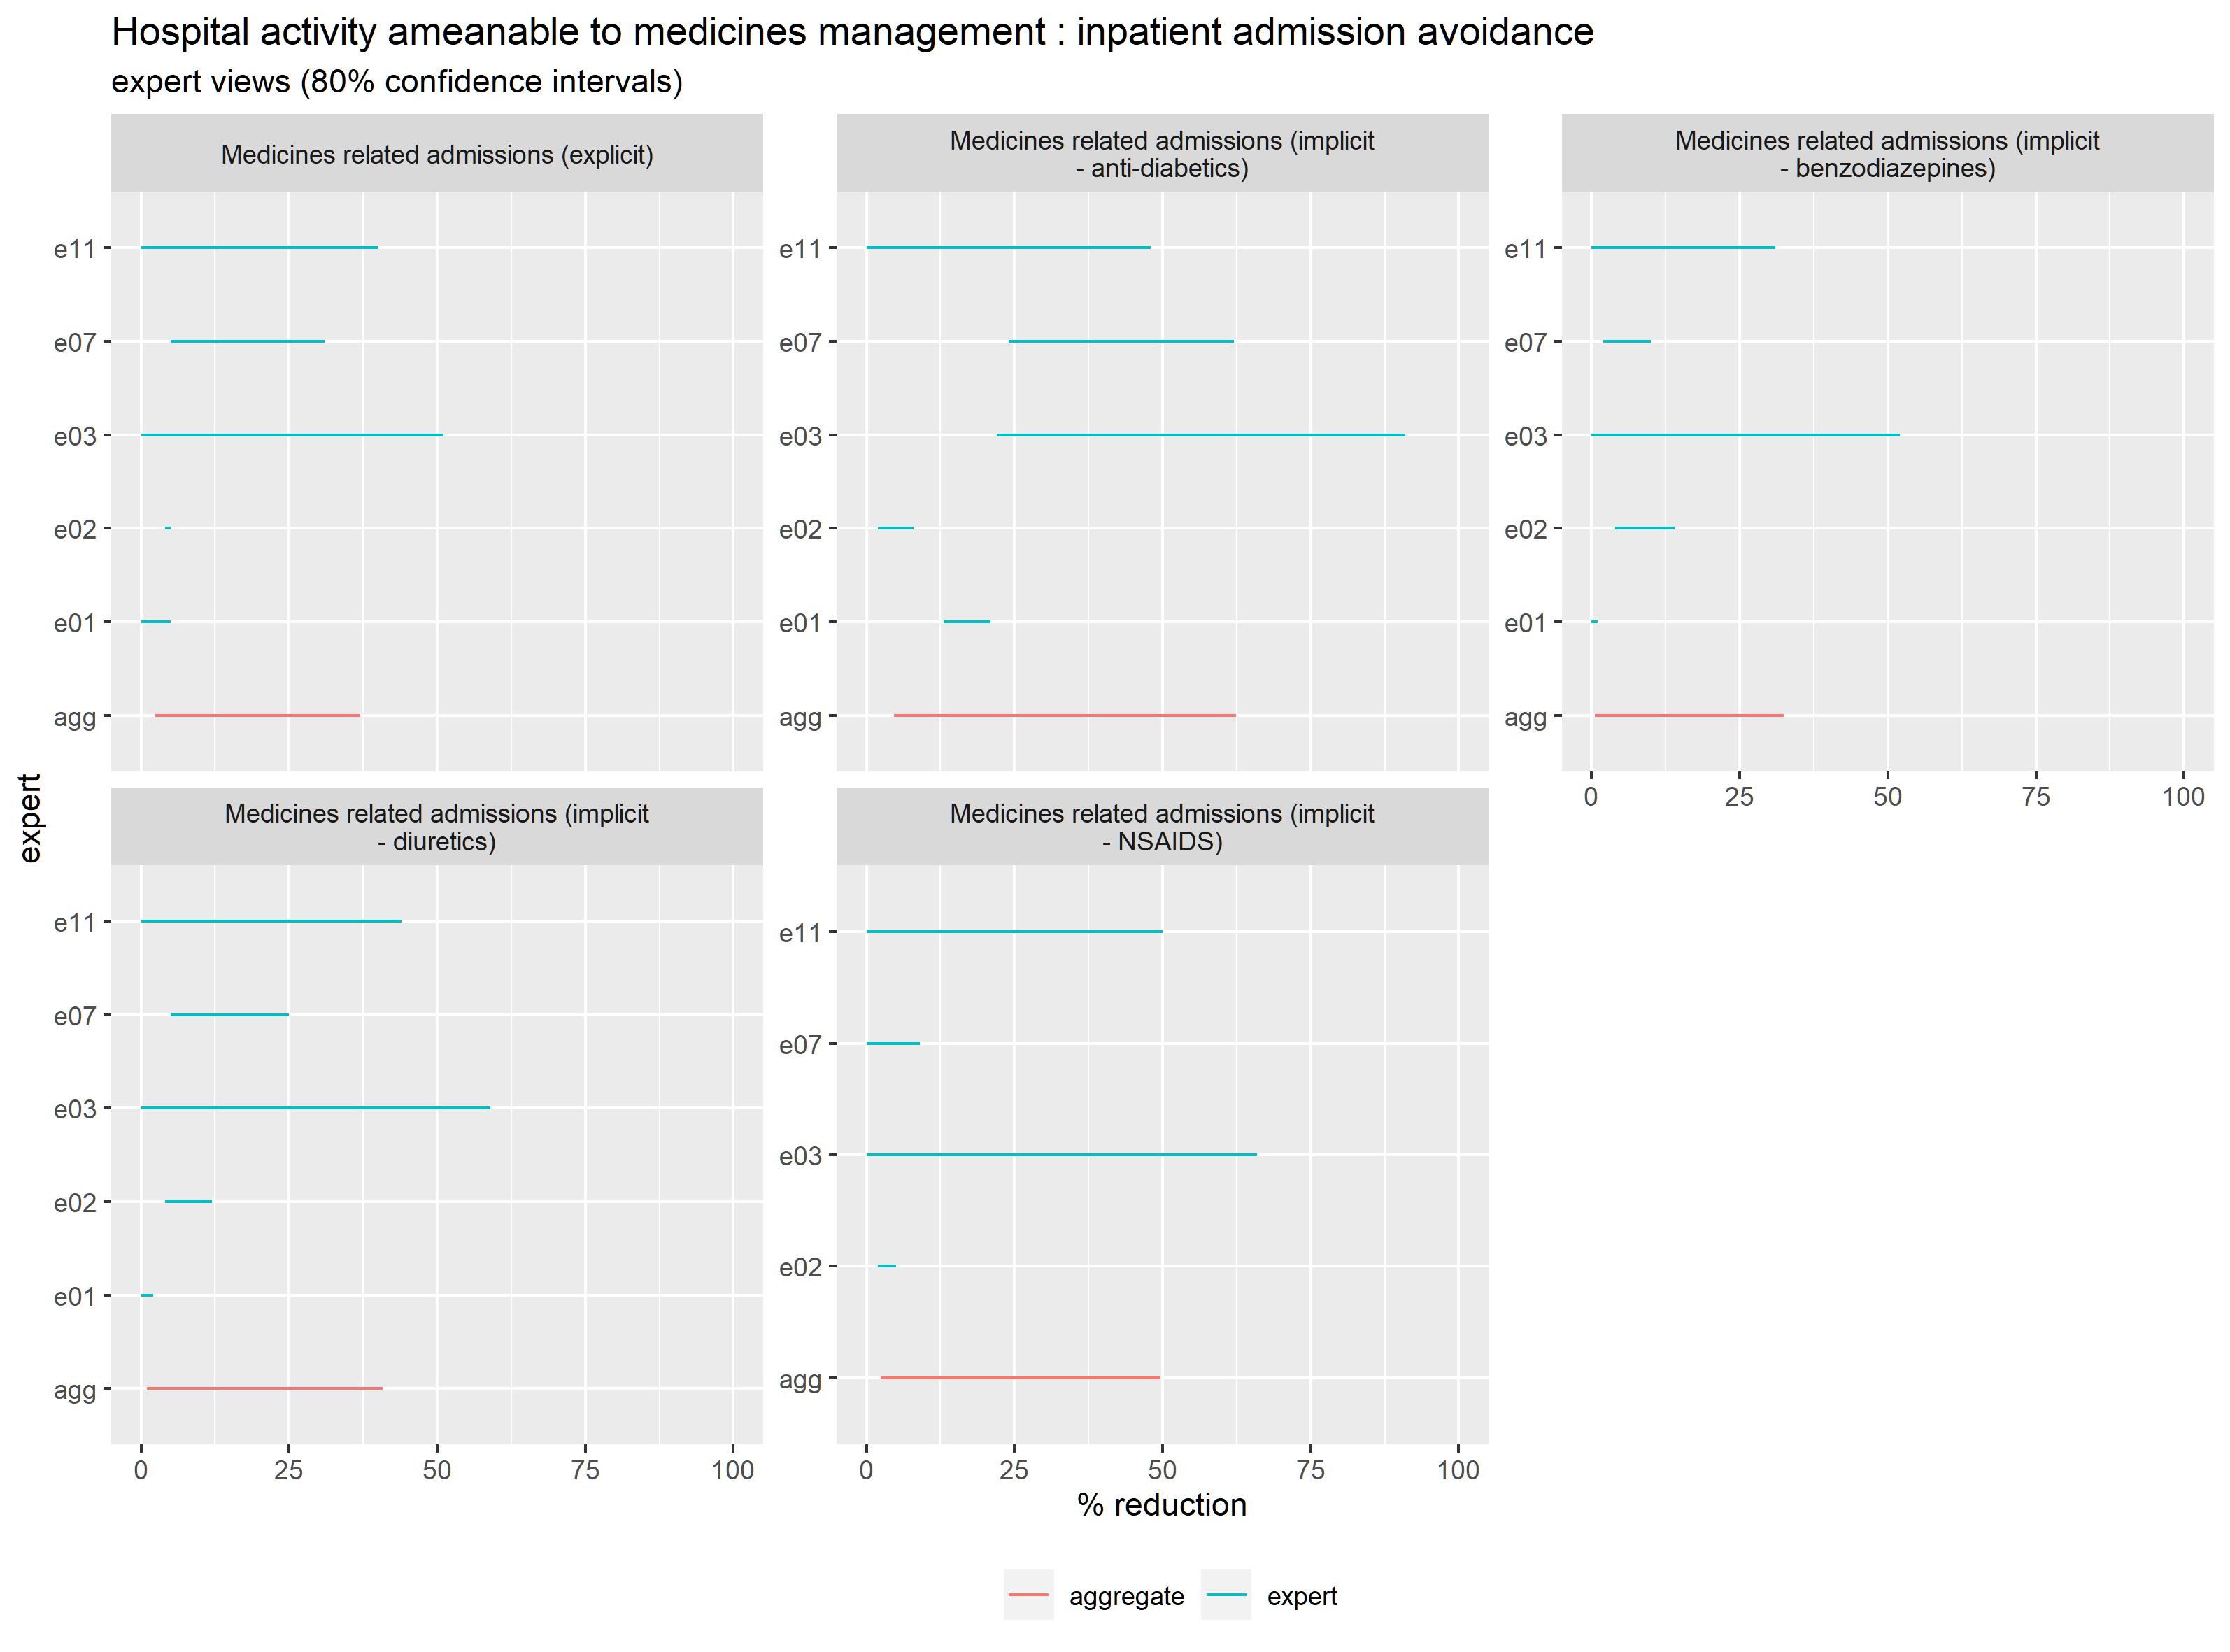 Hospital activity ameanable to medicines management : inpatient admission avoidance
expert views (80% confidence intervals)
Medicines related admissions (explicit)
e11
e07
e03
e02
e01
agg
Medicines related admissions (implicit
- anti-diabetics)
e11
e07
e03
e02
e01
agg
Medicines related admissions (implicit
- benzodiazepines)
e11
e07
e03
e02
e01
agg
0 25 50 75 100
expert
Medicines related admissions (implicit
- diuretics)
e11
e07
e03
e02
e01
agg
0 25 50 75 100
Medicines related admissions (implicit
- NSAIDS)
e11
e07
e03
e02
agg
0 25 50 75 100
% reduction
aggregate expert